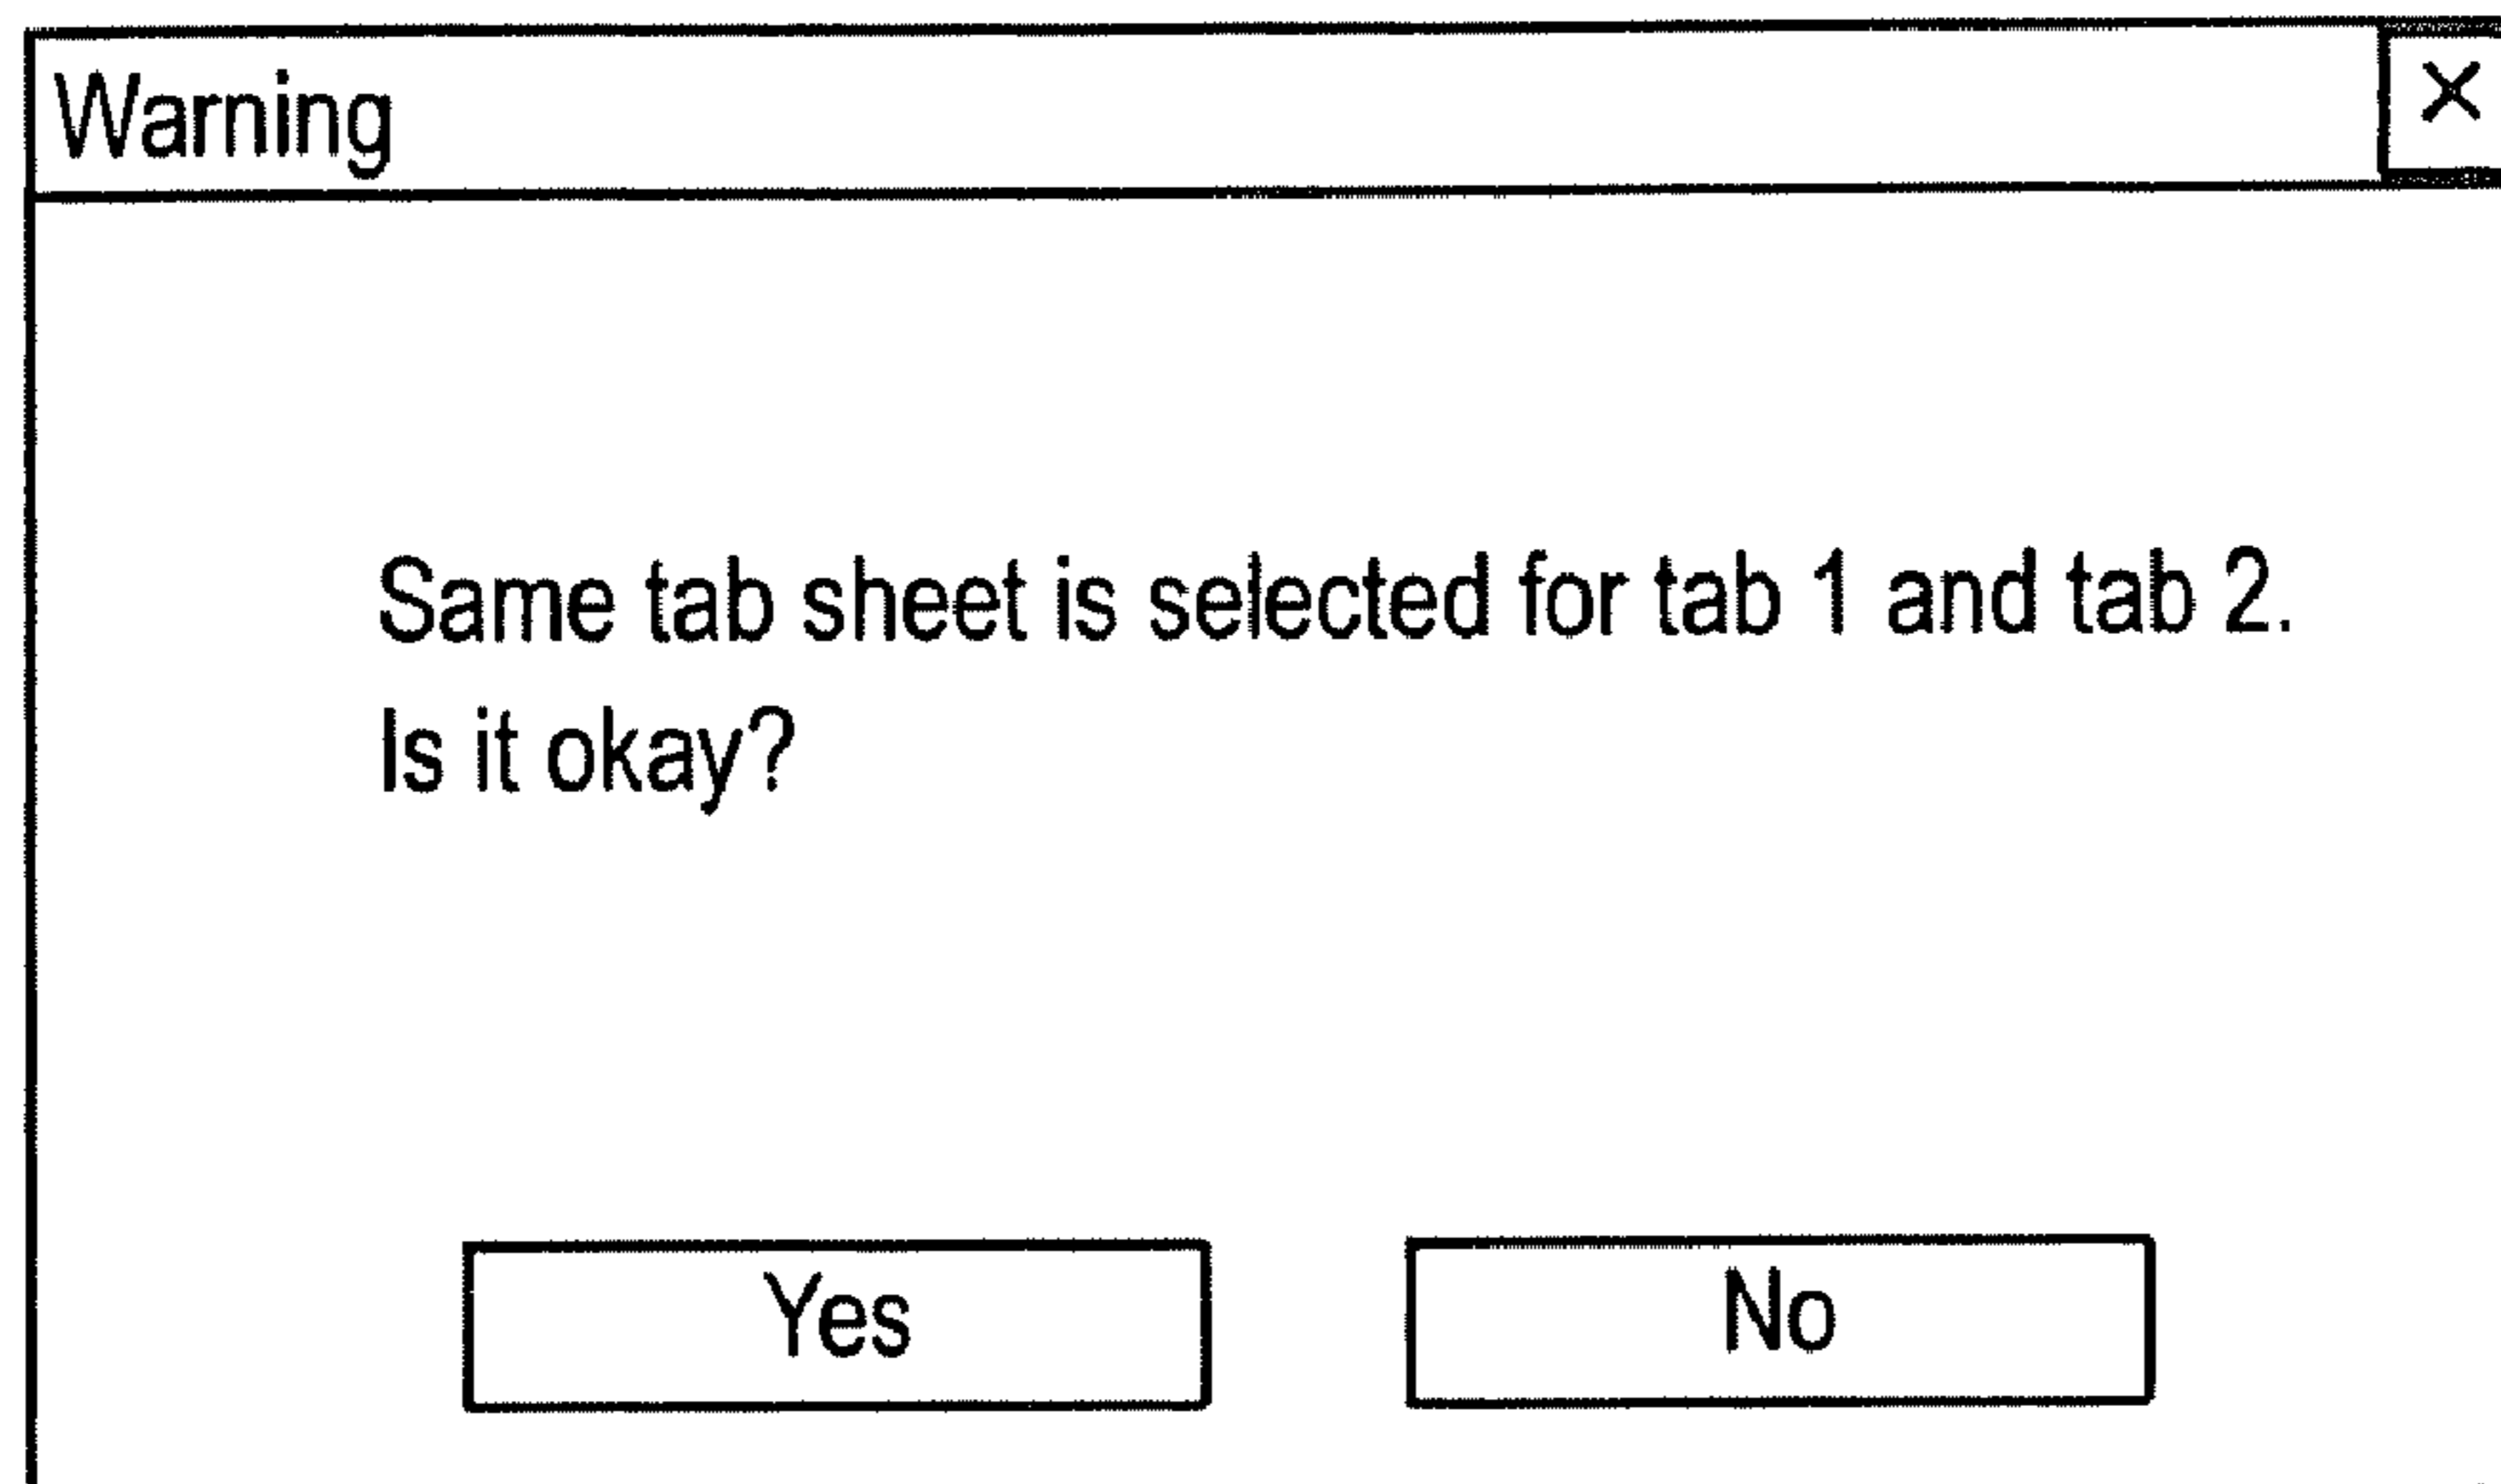 Warning ×
Same tab sheet is selected for tab 1 and tab 2.
Is it okay?
Yes No